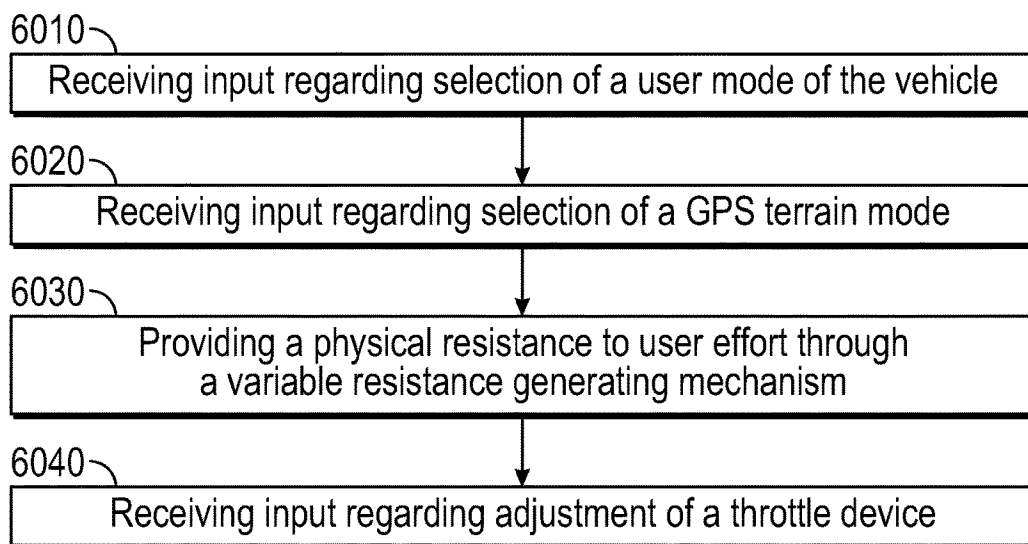 6010
Receiving input regarding selection of a user mode of the vehicle
6020
Receiving input regarding selection of a GPS terrain mode
6030
Providing a physical resistance to user effort through
a variable resistance generating mechanism
6040
Receiving input regarding adjustment of a throttle device